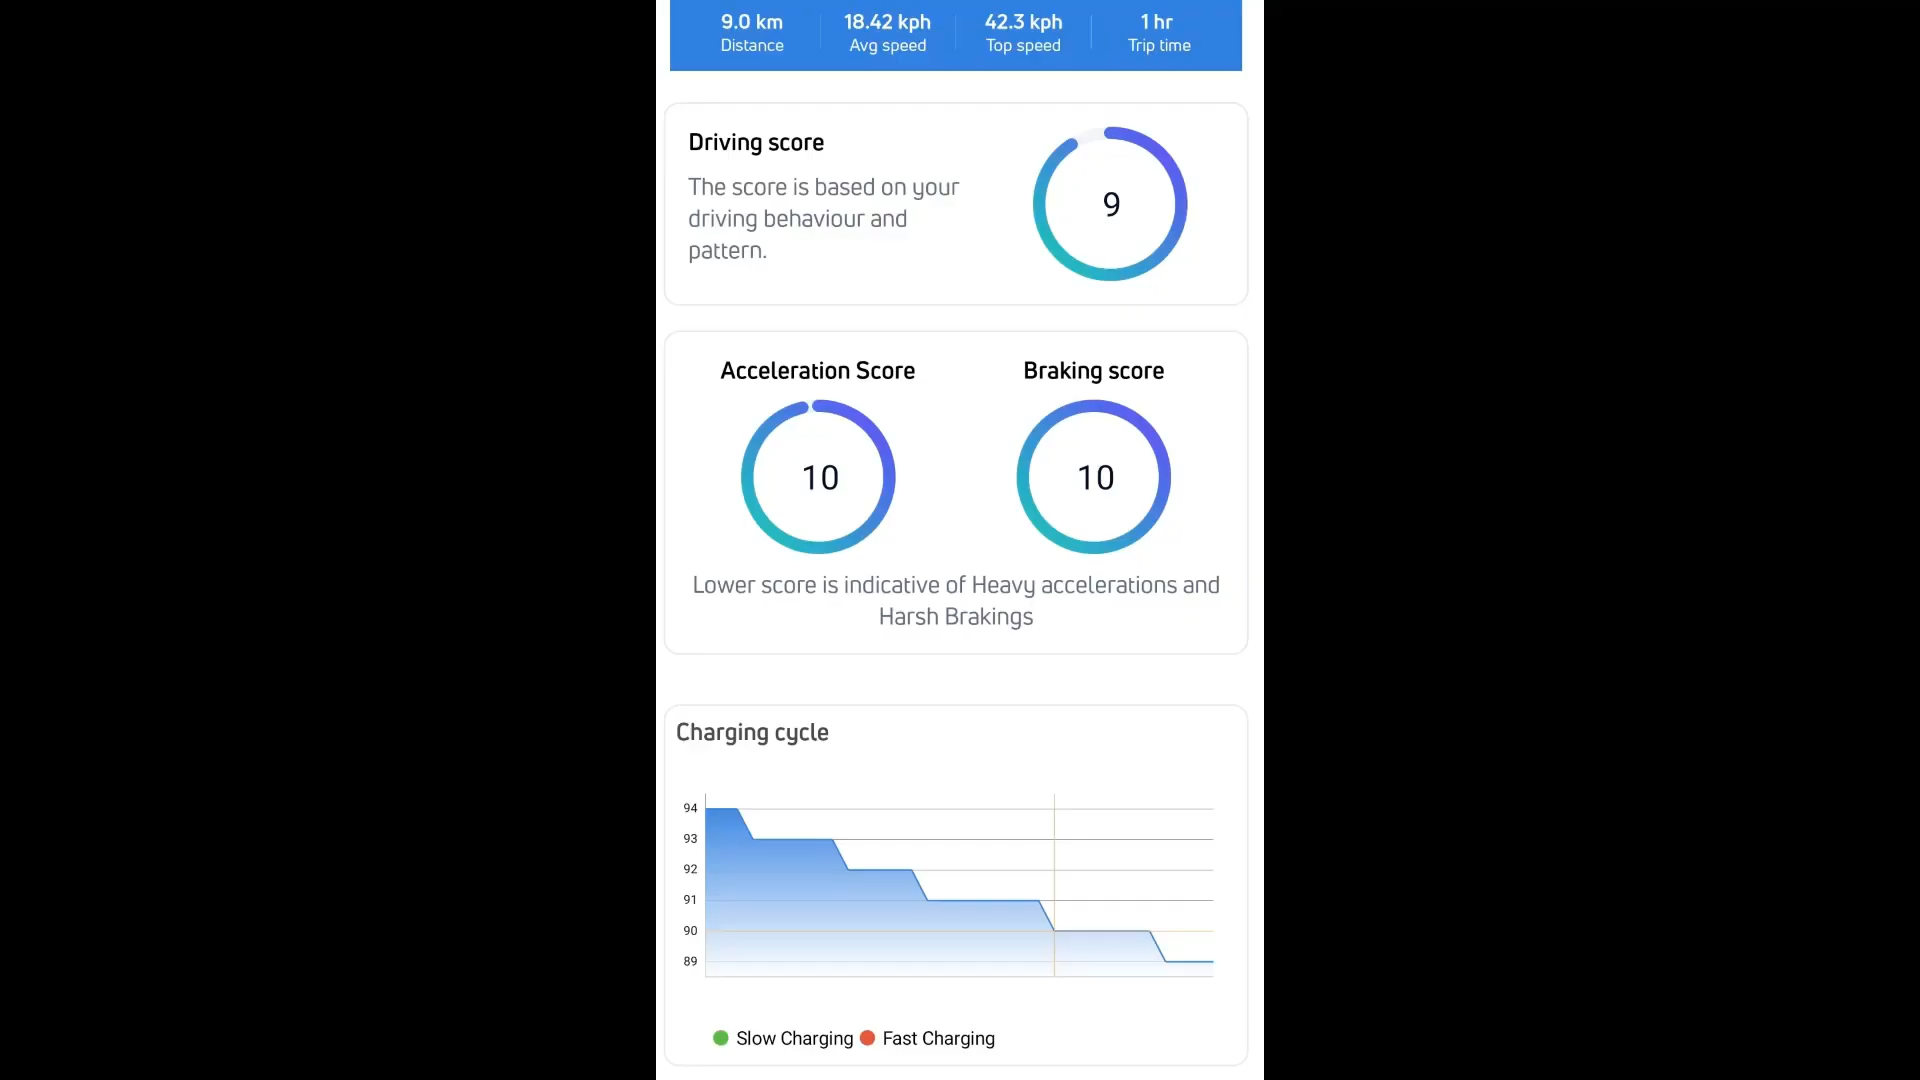 9.0 km 18.42 kph 42.3 kph 1 hr
Distance Avg speed Top speed Trip time
Driving score
The score is based on your
driving behaviour and
pattern.
9
Acceleration Score Braking score
10 10
Lower score is indicative of Heavy accelerations and
Harsh Brakings
Charging cycle
94
93
92
91
90
89
Slow Charging Fast Charging